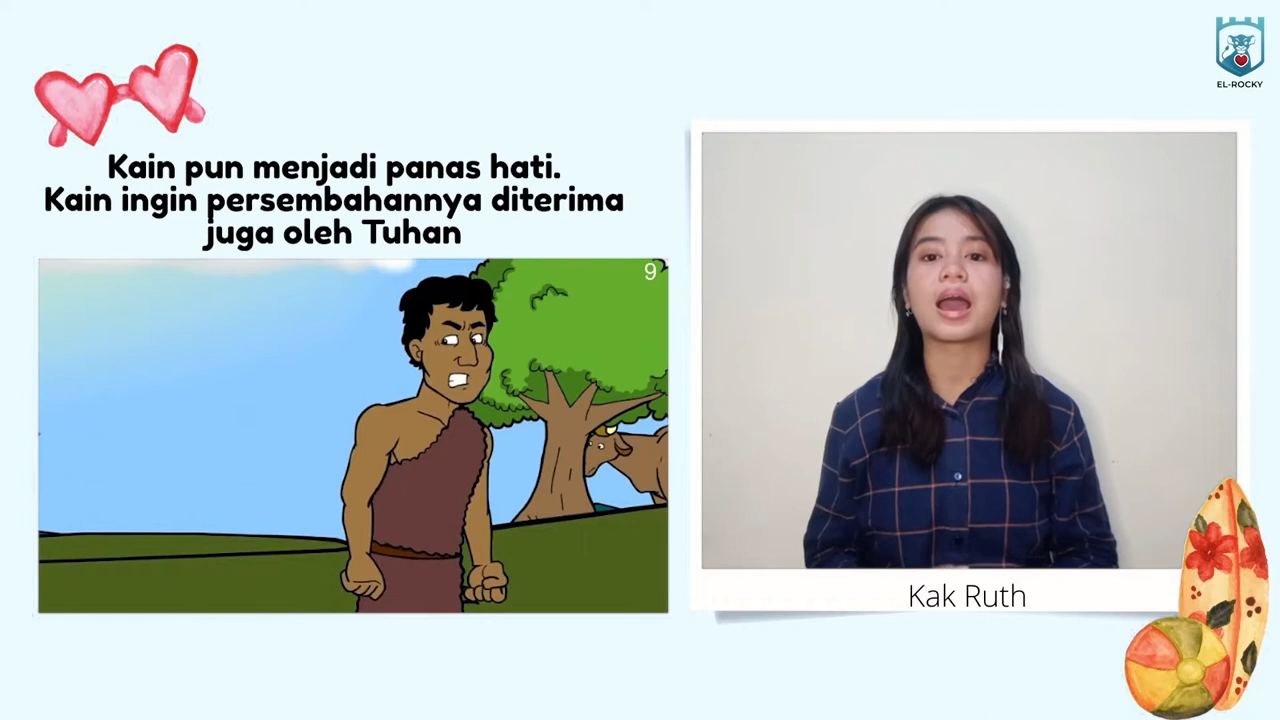 EL-ROCKY
Kain pun menjadi panas hati.
Kain ingin persembahannya diterima
juga oleh Tuhan
9
Kak Ruth